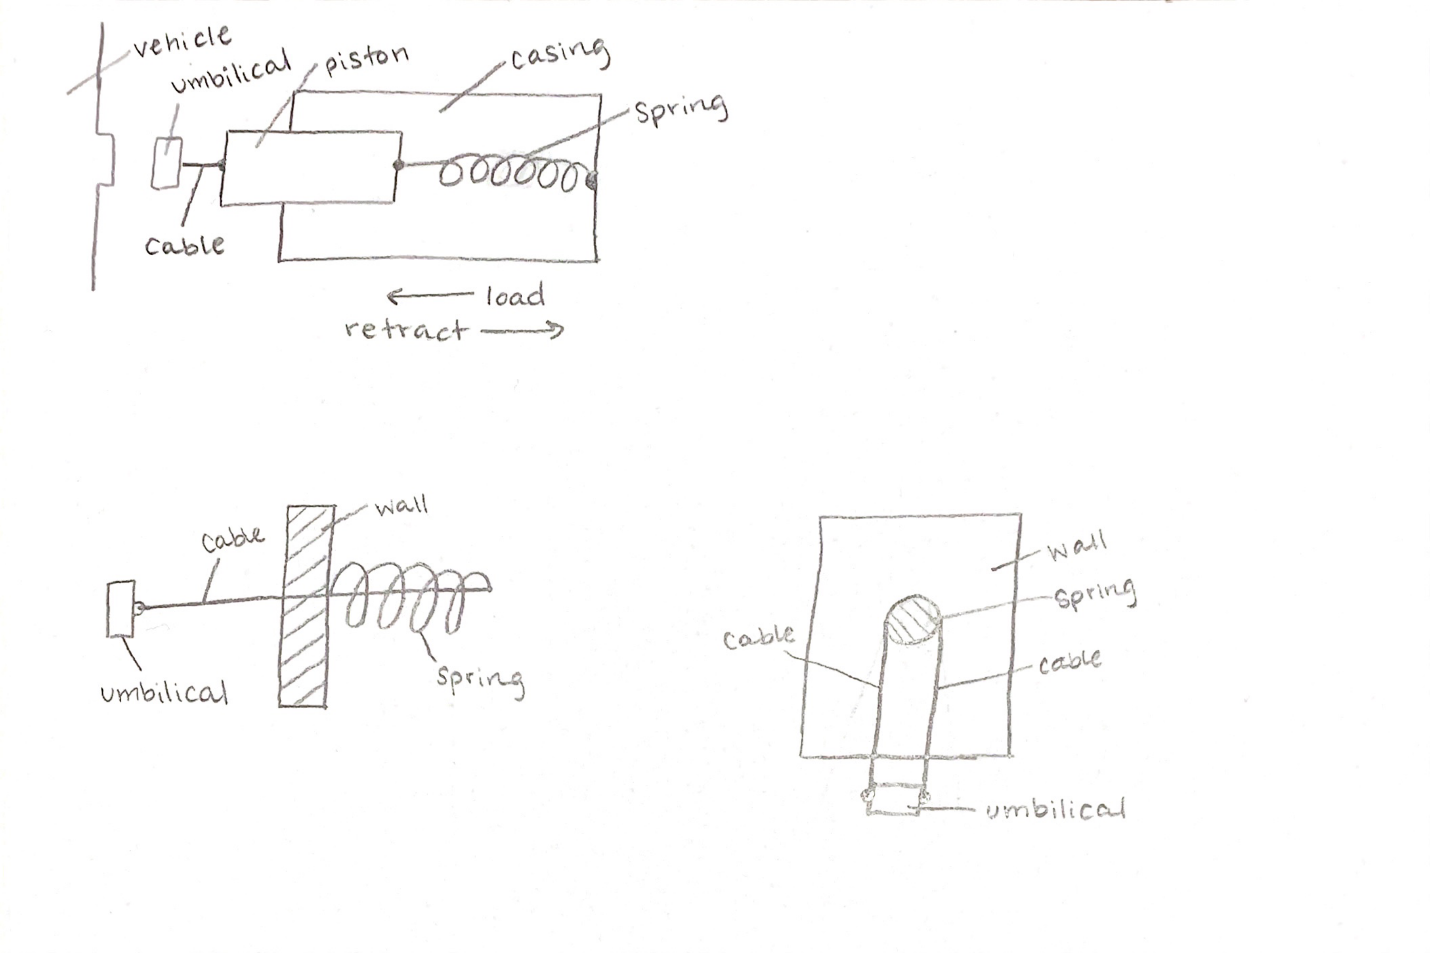 vehicle
umbilical
piston
casing
spring
cable
load
retract
cable
wall
umbilical
spring
wall
spring
cable
cable
umbilical